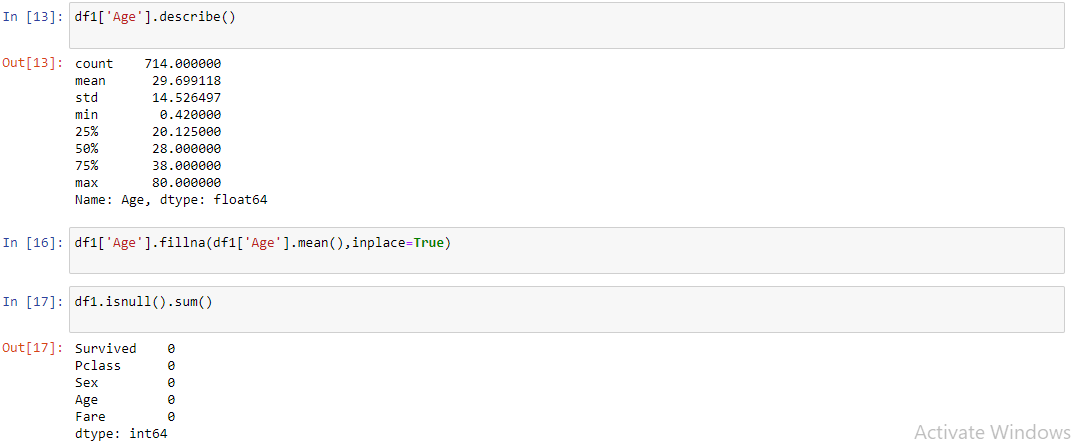 In [13]: df1['Age'].describe()
Out[13]: count    714.000000
mean      29.699118
std       14.526497
min        0.420000
25%       20.125000
50%       28.000000
75%       38.000000
max       80.000000
Name: Age, dtype: float64
In [16]: df1['Age'].fillna(df1['Age'].mean(),inplace=True)
In [17]: df1.isnull().sum()
Out[17]: Survived    0
Pclass      0
Sex         0
Age         0
Fare        0
dtype: int64
Activate Windows